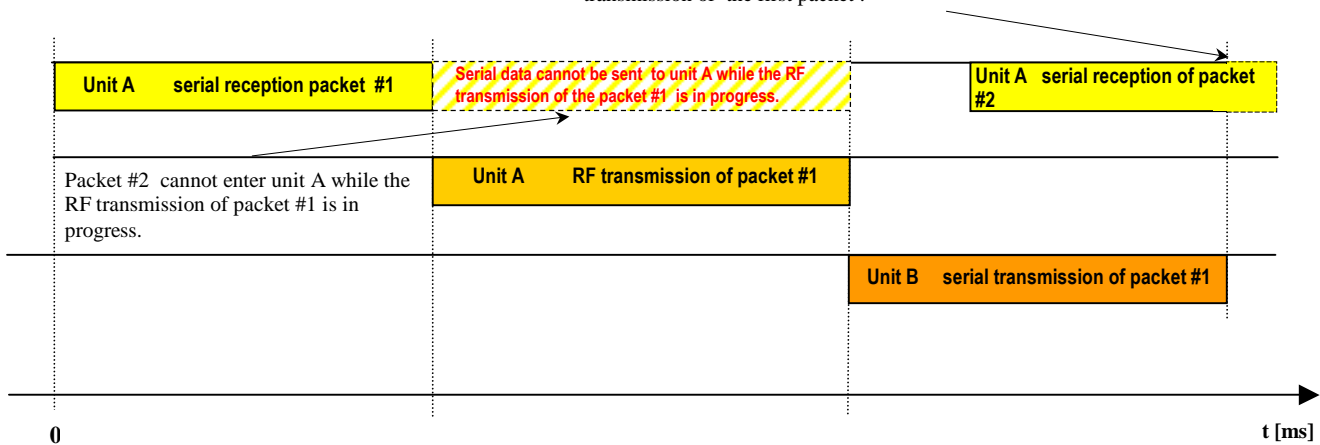 transmission of the first packet .
Unit A serial reception packet #1
Serial data cannot be sent to unit A while the RF
transmission of the packet #1 is in progress.
Unit A serial reception of packet
#2
Packet #2 cannot enter unit A while the
RF transmission of packet #1 is in
progress.
Unit A RF transmission of packet #1
Unit B serial transmission of packet #1
0
t [ms]